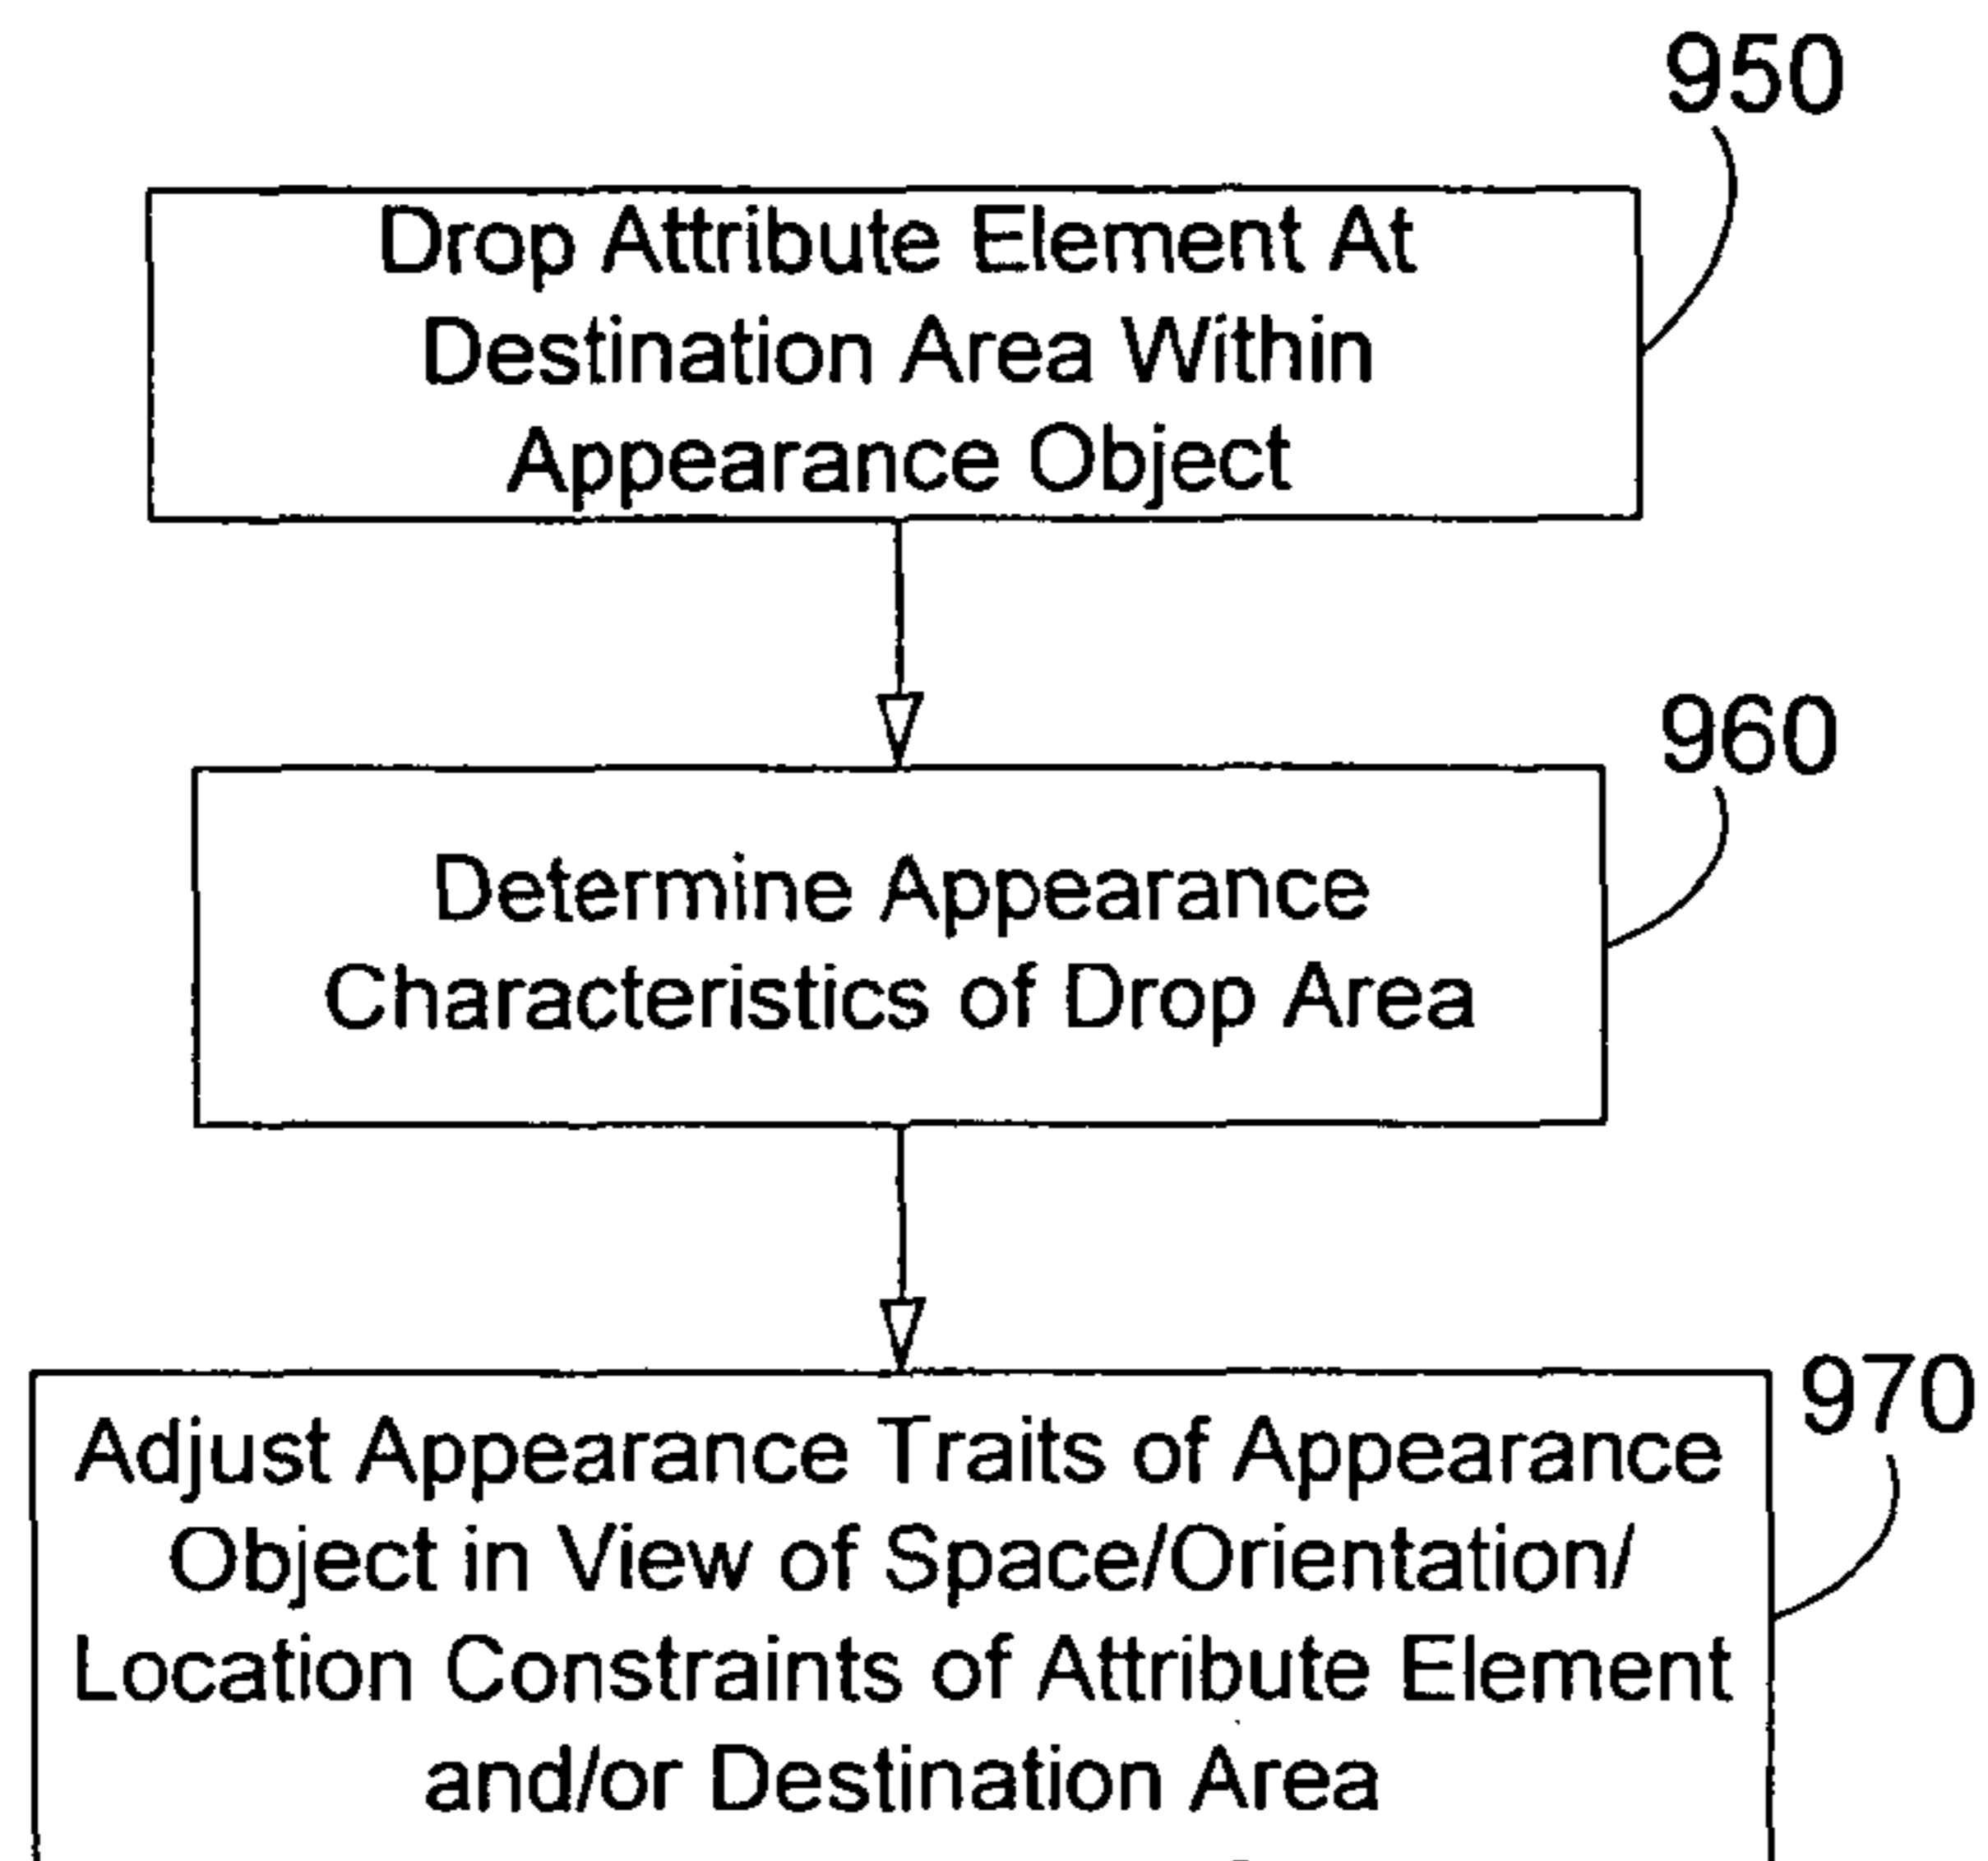 950
Drop Attribute Element At
Destination Area Within
Appearance Object
960
Determine Appearance
Characteristics of Drop Area
970
Adjust Appearance Traits of Appearance
Object in View of Space/Orientation/
Location Constraints of Attribute Element
and/or Destination Area